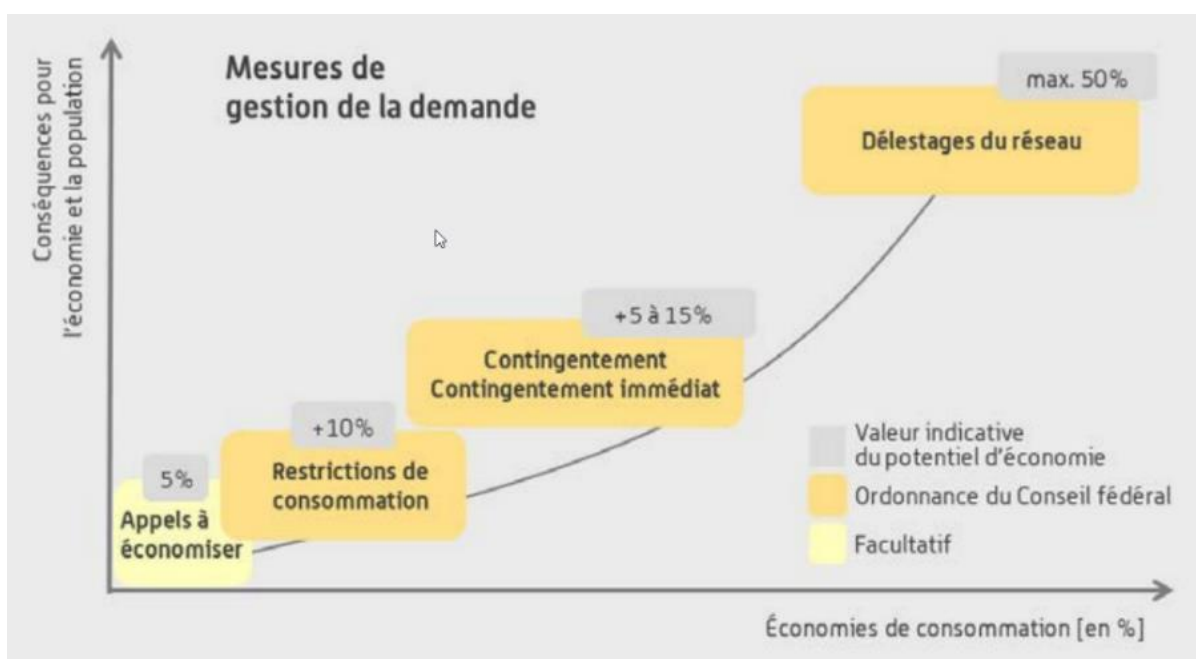 Mesures de
gestion de la demande
Conséquences pour
l'économie et la population
max. 50%
Délestages du réseau
+5 à 15%
Contingentement
Contingentement immédiat
+10%
Restrictions de
consommation
5%
Appels à
économiser
Valeur indicative
du potentiel d'économie
Ordonnance du Conseil fédéral
Facultatif
Économies de consommation [en %]